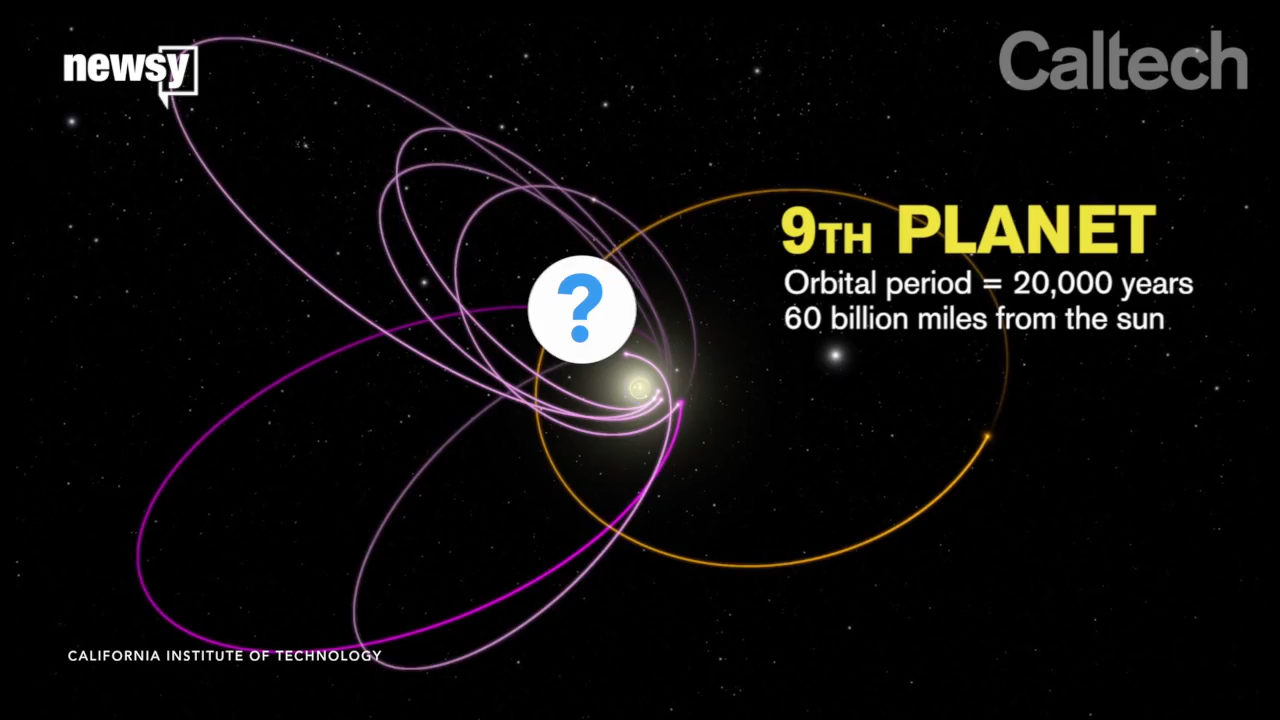 newsy
Caltech
9TH PLANET
Orbital period = 20,000 years
60 billion miles from the sun
?
CALIFORNIA INSTITUTE OF TECHNOLOGY